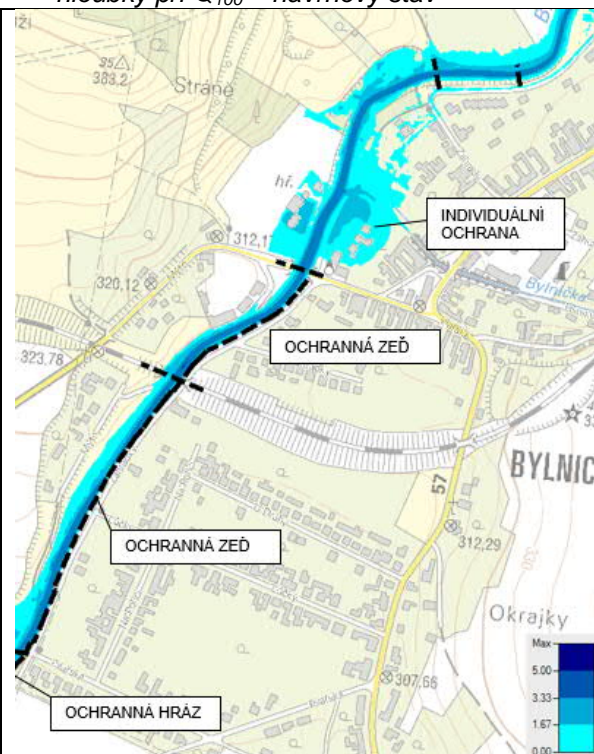 hloubky při Q100 – návrhový stav
By
383,2
Stráně
hř.
INDIVIDUÁLNÍ
OCHRANA
312,1
320,12
Bylnička
OCHRANNÁ ZEĎ
323,78
BYLNIC
57
OCHRANNÁ ZEĎ
312,29
Okrajky
Max
5.00
3.33
1.67
0.00
307,66
OCHRANNÁ HRÁZ